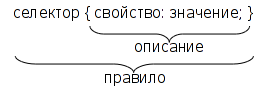 селектор { свойство: значение; }
описание
правило